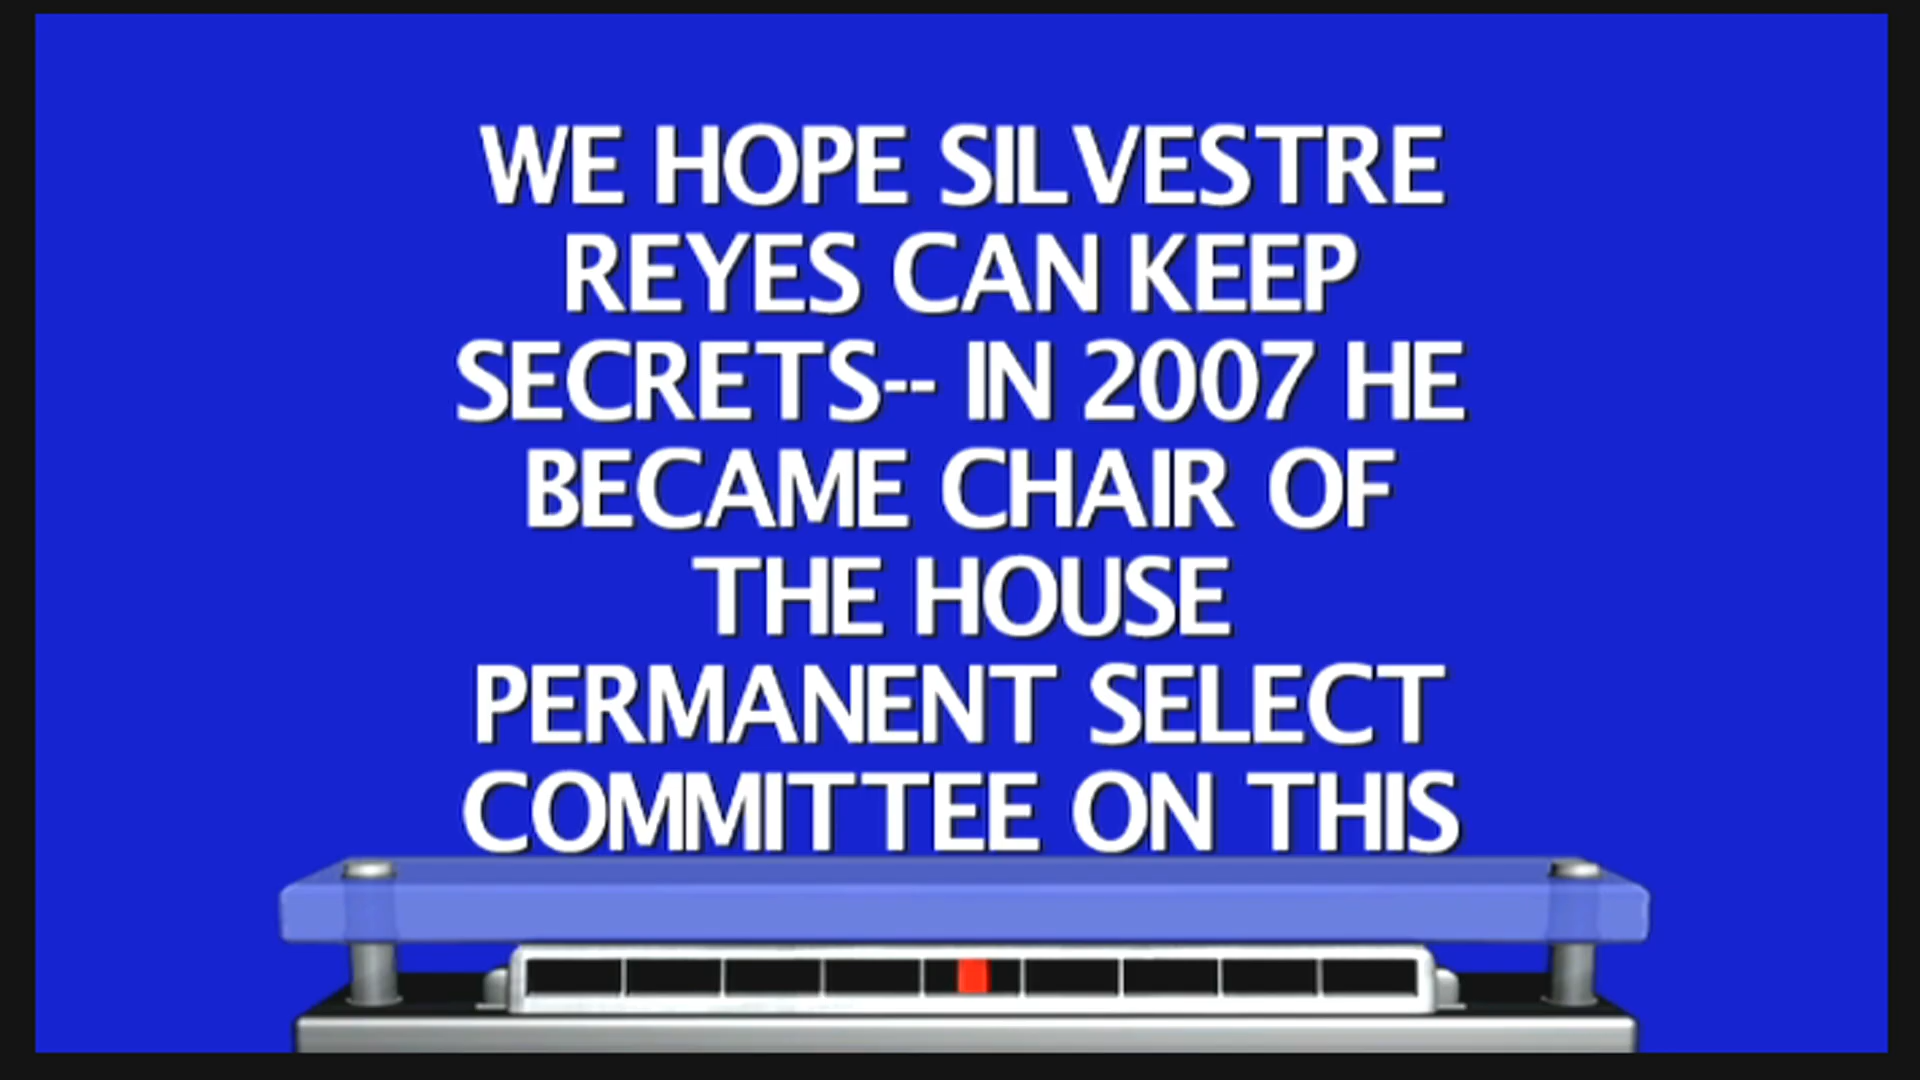 WE HOPE SILVESTRE
REYES CAN KEEP
SECRETS-- IN 2007 HE
BECAME CHAIR OF
THE HOUSE
PERMANENT SELECT
COMMITTEE ON THIS